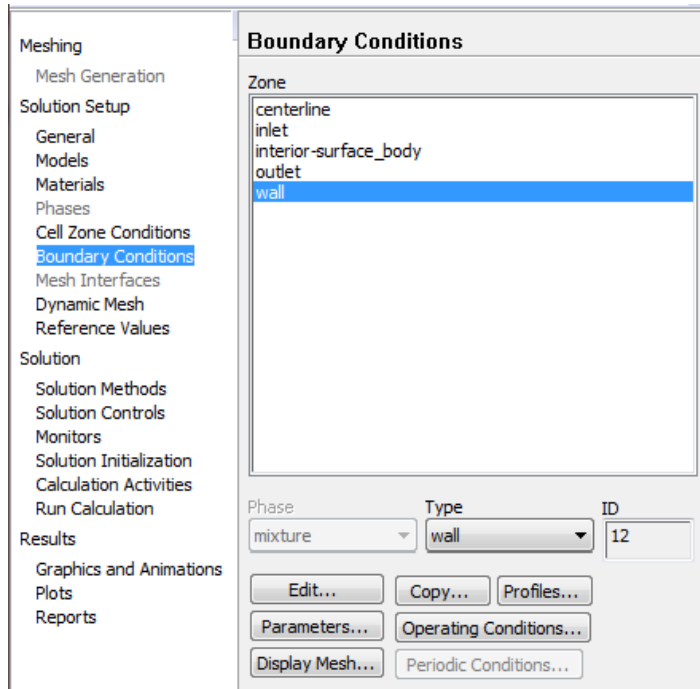 Meshing
Mesh Generation
Solution Setup
General
Models
Materials
Phases
Cell Zone Conditions
Boundary Conditions
Mesh Interfaces
Dynamic Mesh
Reference Values
Solution
Solution Methods
Solution Controls
Monitors
Solution Initialization
Calculation Activities
Run Calculation
Results
Graphics and Animations
Plots
Reports
Boundary Conditions
Zone
centerline
inlet
interior-surface_body
outlet
wall
Phase Type ID
mixture wall 12
Edit... Copy... Profiles...
Parameters... Operating Conditions...
Display Mesh... Periodic Conditions...